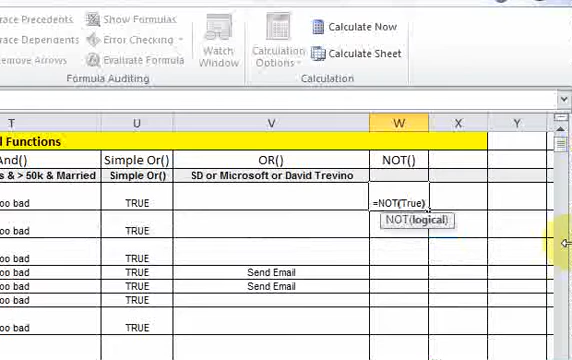 race Precedents Show Formulas
race Dependents Error Checking
emove Arrows Evaluate Formula
Formula Auditing
Watch Window
Calculation Options
Calculate Now
Calculate Sheet
Calculation
T U V W X Y
d Functions
And() Simple Or() OR() NOT()
s & > 50k & Married Simple Or() SD or Microsoft or David Trevino
oo bad TRUE =NOT(True)
NOT(logical)
oo bad TRUE
oo bad TRUE
oo bad TRUE Send Email
oo bad TRUE Send Email
oo bad TRUE
oo bad TRUE